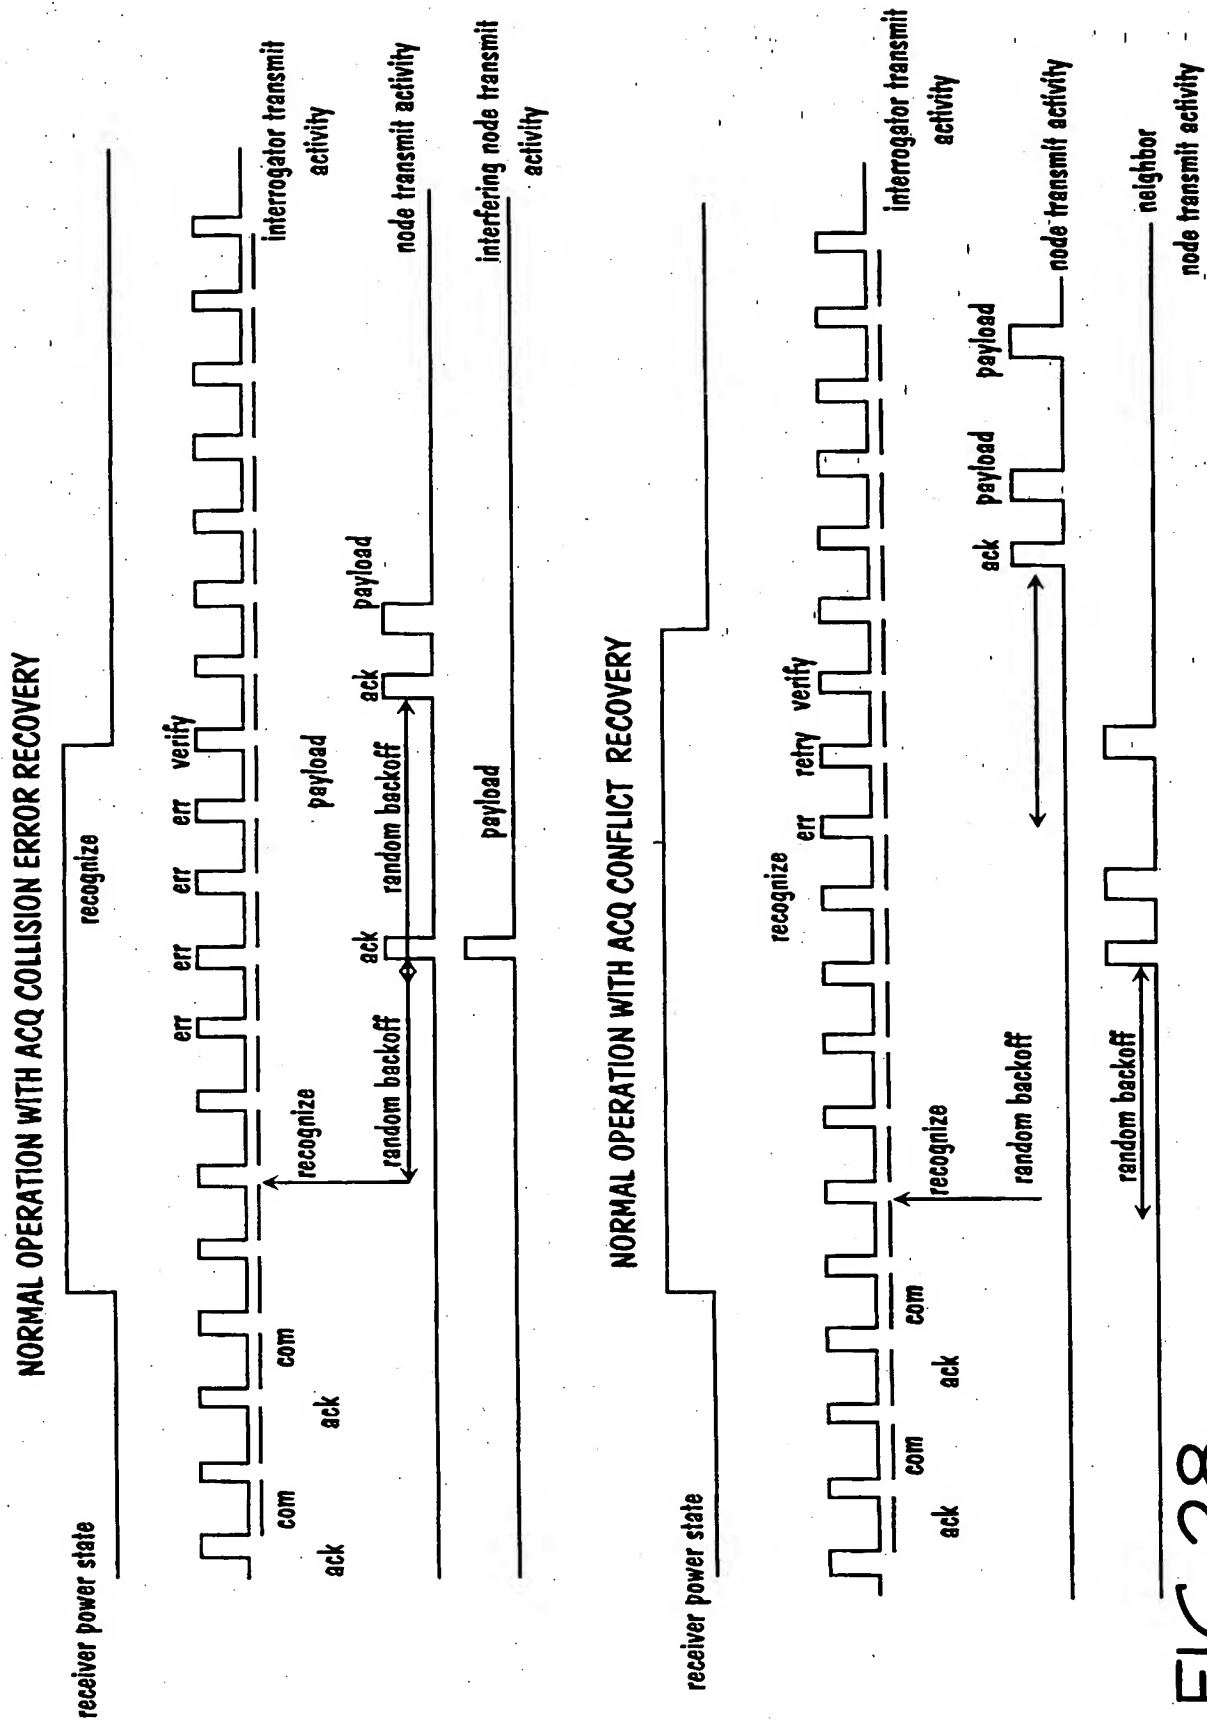 NORMAL OPERATION WITH ACQ COLLISION ERROR RECOVERY
receiver power state
recognize
err
err
err
err
verify
ack
com
ack
com
interrogator transmit
activity
recognize
payload
random backoff
ack
random backoff
ack
payload
node transmit activity
payload
interfering node transmit
activity
NORMAL OPERATION WITH ACQ CONFLICT RECOVERY
receiver power state
recognize
err
retry
verify
ack
com
ack
com
interrogator transmit
activity
recognize
random backoff
ack
payload
payload
node transmit activity
random backoff
neighbor
node transmit activity
FIG. 28